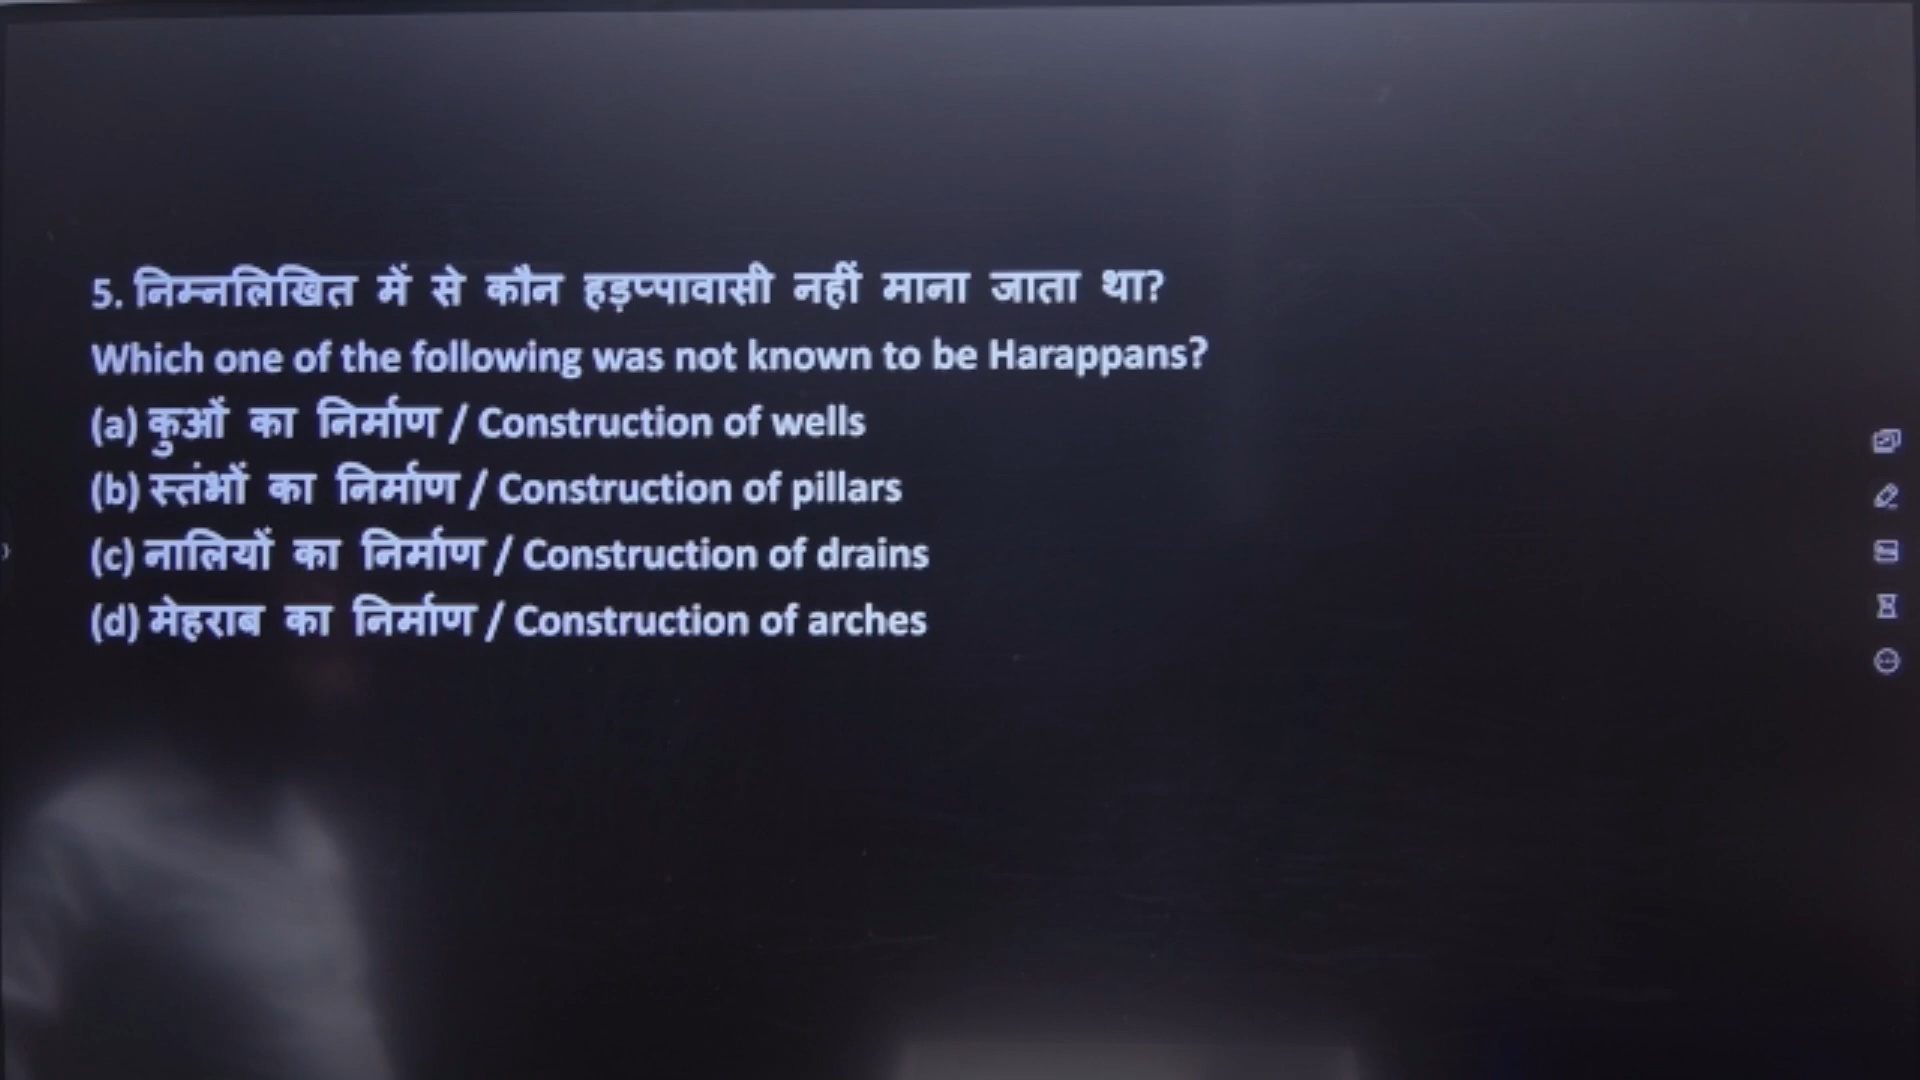 5. निम्नलिखित में से कौन हड़प्पावासी नहीं माना जाता था?
Which one of the following was not known to be Harappans?
(a) कुओं का निर्माण / Construction of wells
(b) स्तंभों का निर्माण / Construction of pillars
(c) नालियों का निर्माण / Construction of drains
(d) मेहराब का निर्माण / Construction of arches